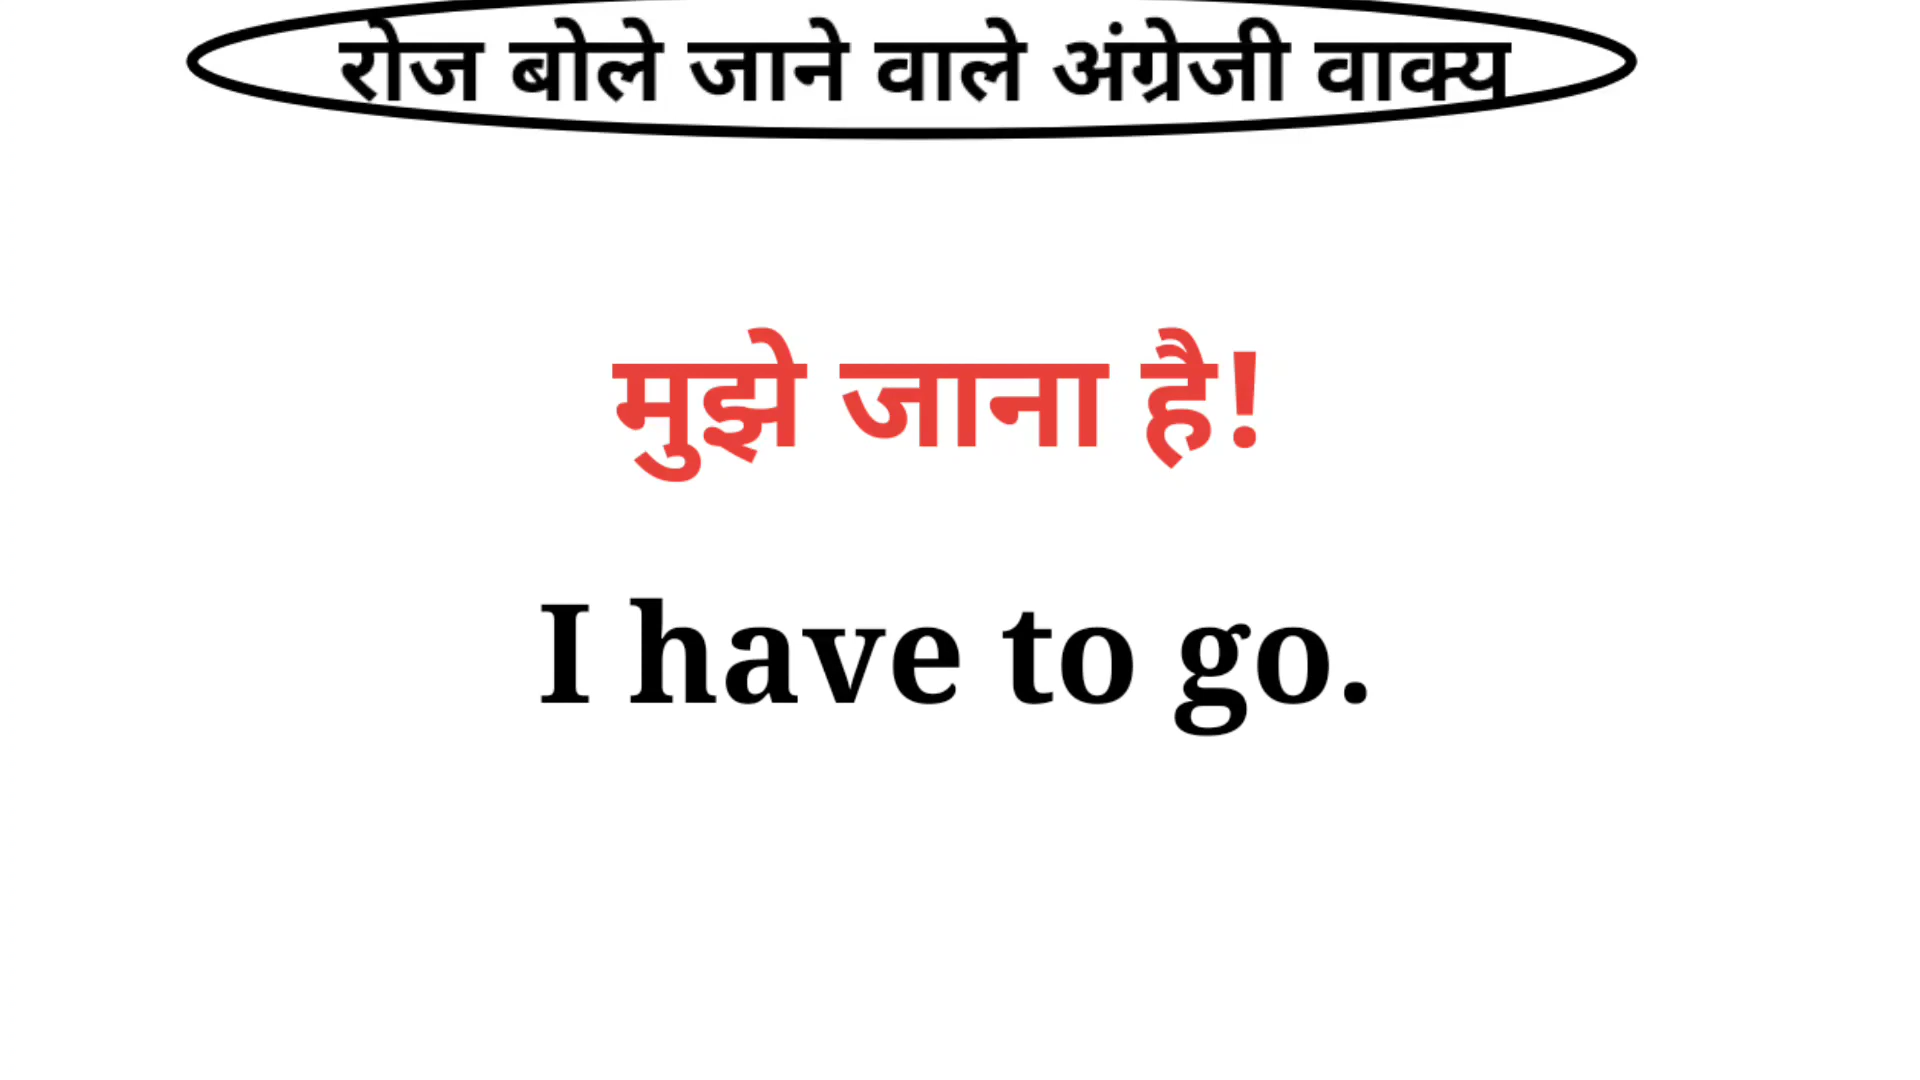 रोज बोले जाने वाले अंग्रेजी वाक्य
मुझे जाना है!
I have to go.